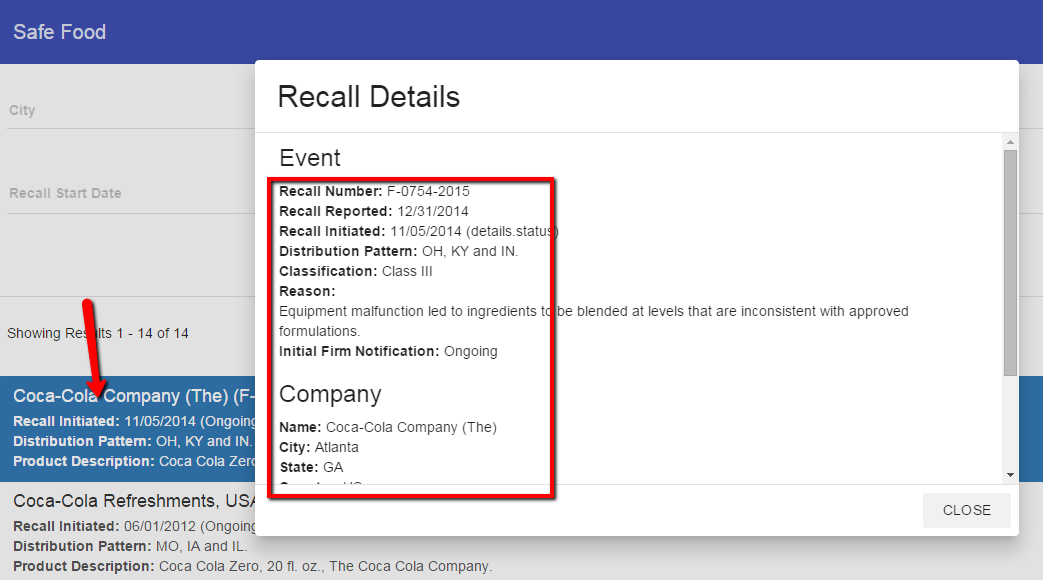 Safe Food
City
Recall Start Date
Showing Results 1 - 14 of 14
Coca-Cola Company (The) (F-
Recall Initiated: 11/05/2014 (Ongoing
Distribution Pattern: OH, KY and IN.
Product Description: Coca Cola Zero
Coca-Cola Refreshments, USA
Recall Initiated: 06/01/2012 (Ongoing
Distribution Pattern: MO, IA and IL.
Product Description: Coca Cola Zero, 20 fl. oz., The Coca Cola Company.
Recall Details
Event
Recall Number: F-0754-2015
Recall Reported: 12/31/2014
Recall Initiated: 11/05/2014 (details.status)
Distribution Pattern: OH, KY and IN.
Classification: Class III
Reason:
Equipment malfunction led to ingredients to be blended at levels that are inconsistent with approved
formulations.
Initial Firm Notification: Ongoing
Company
Name: Coca-Cola Company (The)
City: Atlanta
State: GA
CLOSE